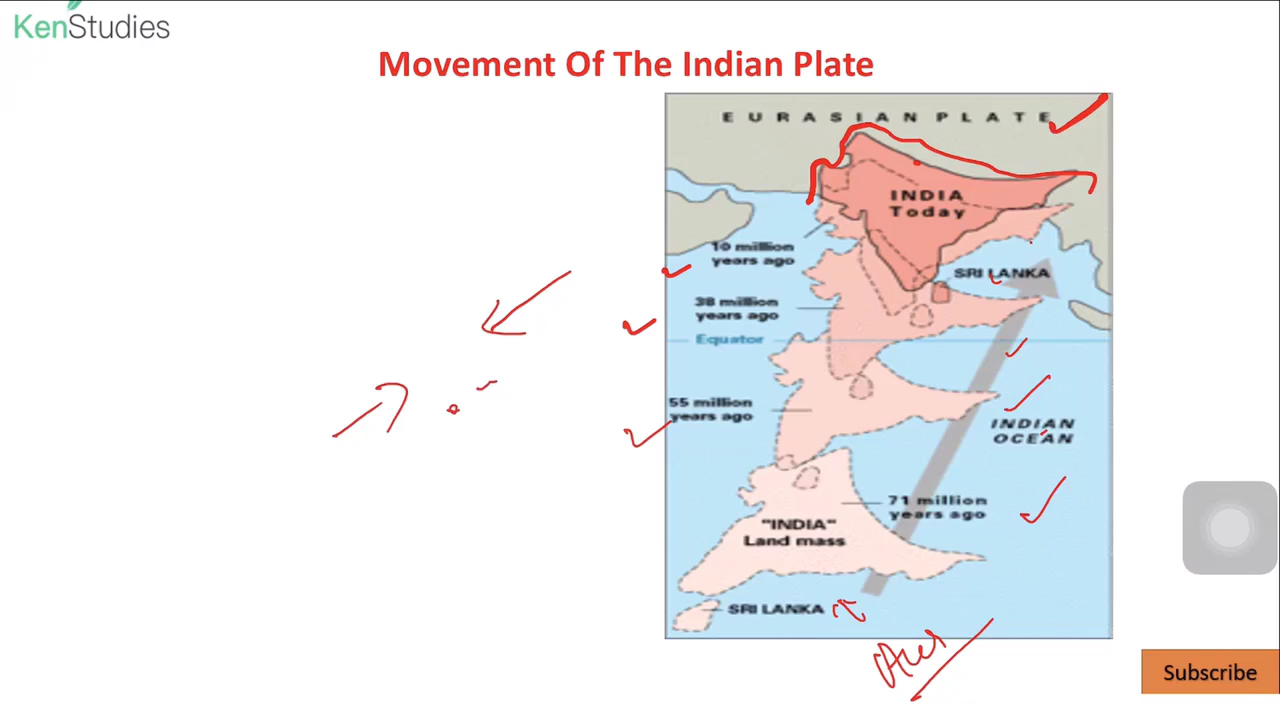 KenStudies
Movement Of The Indian Plate
EURASIAN PLATE
INDIA
Today
10 million
years ago
SRI LANKA
38 million
years ago
Equator
55 million
years ago
INDIAN
OCEAN
71 million
years ago
"INDIA"
Land mass
SRI LANKA
Subscribe